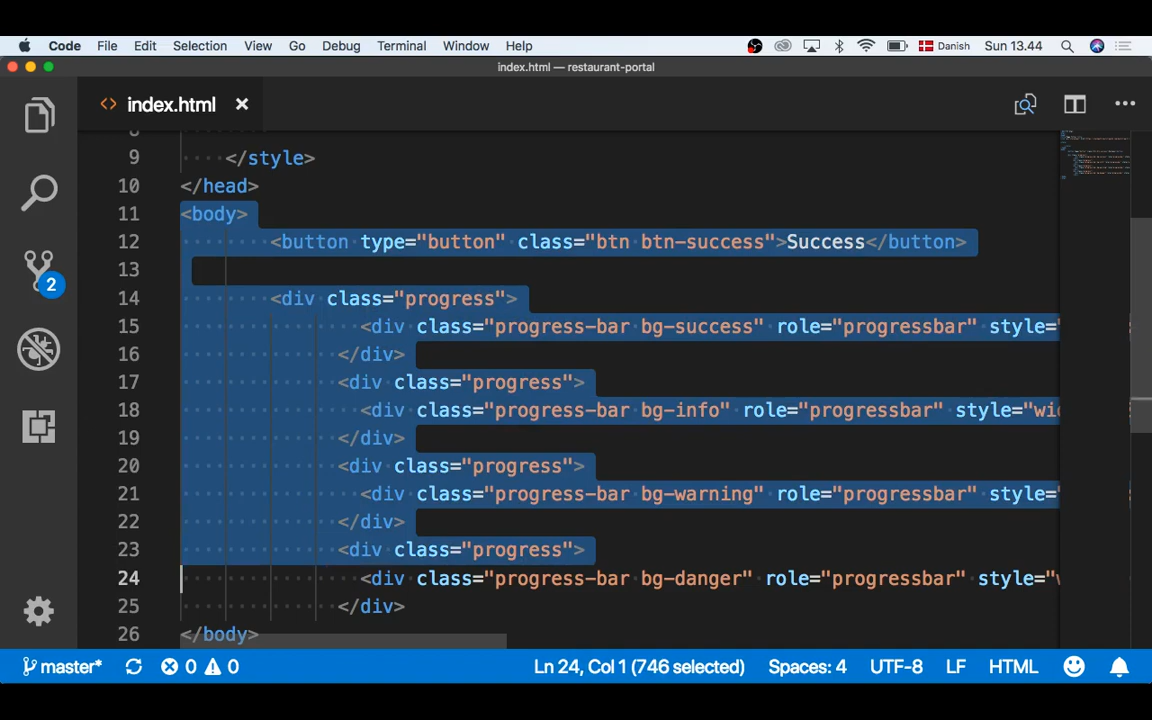 Code File Edit Selection View Go Debug Terminal Window Help Danish Sun 13.44
index.html — restaurant-portal
index.html
8
9 </style>
10 </head>
11 <body>
12 <button type="button" class="btn btn-success">Success</button>
13
14 <div class="progress">
15 <div class="progress-bar bg-success" role="progressbar" style="
16 </div>
17 <div class="progress">
18 <div class="progress-bar bg-info" role="progressbar" style="wid
19 </div>
20 <div class="progress">
21 <div class="progress-bar bg-warning" role="progressbar" style="
22 </div>
23 <div class="progress">
24 <div class="progress-bar bg-danger" role="progressbar" style="w
25 </div>
26 </body>
2
master* 0 0 Ln 24, Col 1 (746 selected) Spaces: 4 UTF-8 LF HTML